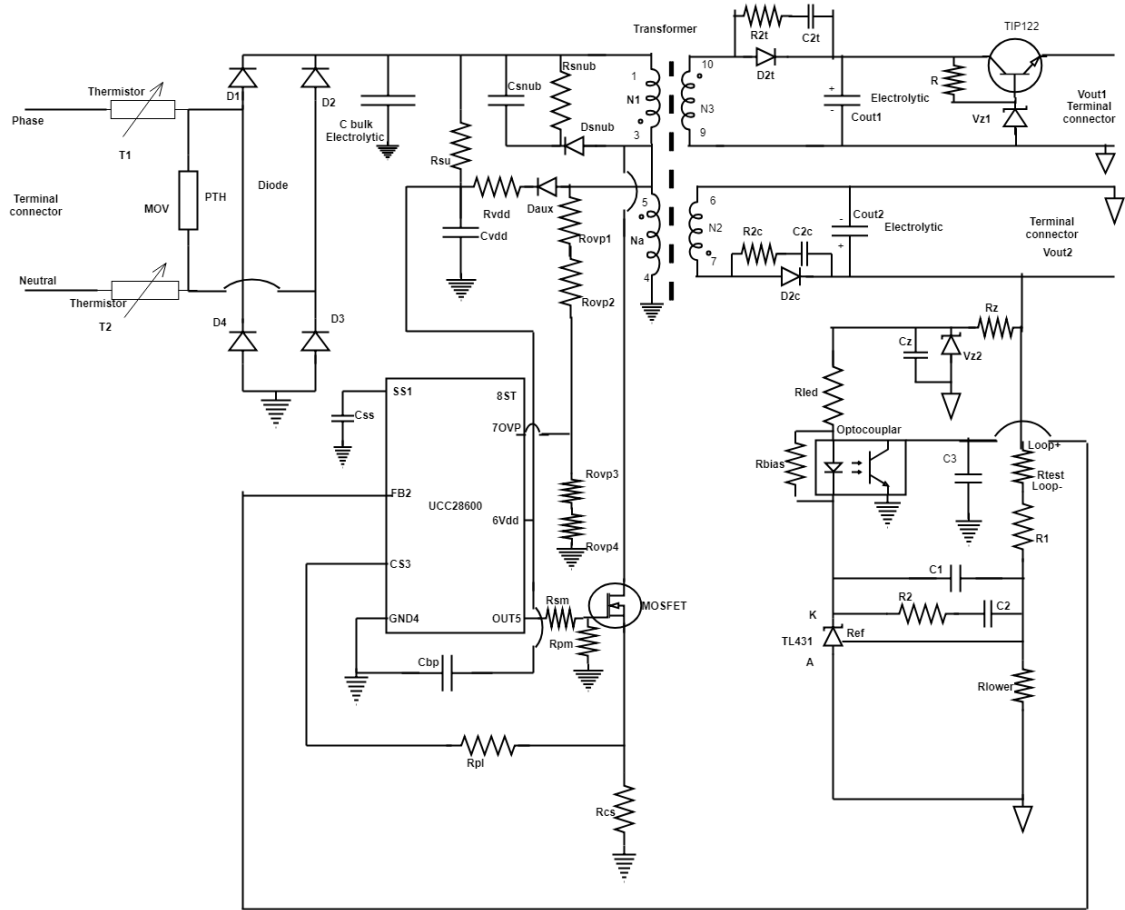 TIP122
R2t
C2t
Transformer
D2t
Rsnub
Csnub
1
10
Thermistor
D1
D2
N1
N3
R
Phase
+
Electrolytic
-
Cout1
Vz1
Vout1
Terminal
connector
C bulk
Electrolytic
3
9
Dsnub
T1
Rsu
Diode
PTH
MOV
Terminal
connector
Rvdd
Daux
5
6
Cvdd
Rovp1
Na
N2
R2c
C2c
-
Cout2
+
Electrolytic
Terminal
connector
Vout2
7
4
D2c
Neutral
Thermistor
T2
Rovp2
D4
D3
Rz
Cz
Vz2
SS1
8ST
Css
7OVP
Rled
Optocouplar
Loop+
Rbias
C3
Rtest
Loop-
Rovp3
FB2
UCC28600
6Vdd
R1
Rovp4
CS3
C1
Rsm
MOSFET
R2
C2
GND4
OUT5
K
Rpm
TL431
Ref
A
Cbp
Rlower
Rpl
Rcs